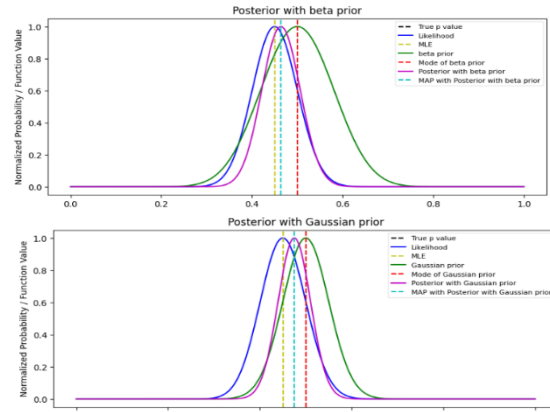 Posterior with beta prior
Normalized Probability / Function Value
1.0
0.8
0.6
0.4
0.2
0.0
True p value
Likelihood
MLE
beta prior
Mode of beta prior
Posterior with beta prior
MAP with Posterior with beta prior
0.0 0.2 0.4 0.6 0.8 1.0
Posterior with Gaussian prior
Normalized Probability / Function Value
1.0
0.8
0.6
0.4
0.2
0.0
True p value
Likelihood
MLE
Gaussian prior
Mode of Gaussian prior
Posterior with Gaussian prior
MAP with Posterior with Gaussian prior